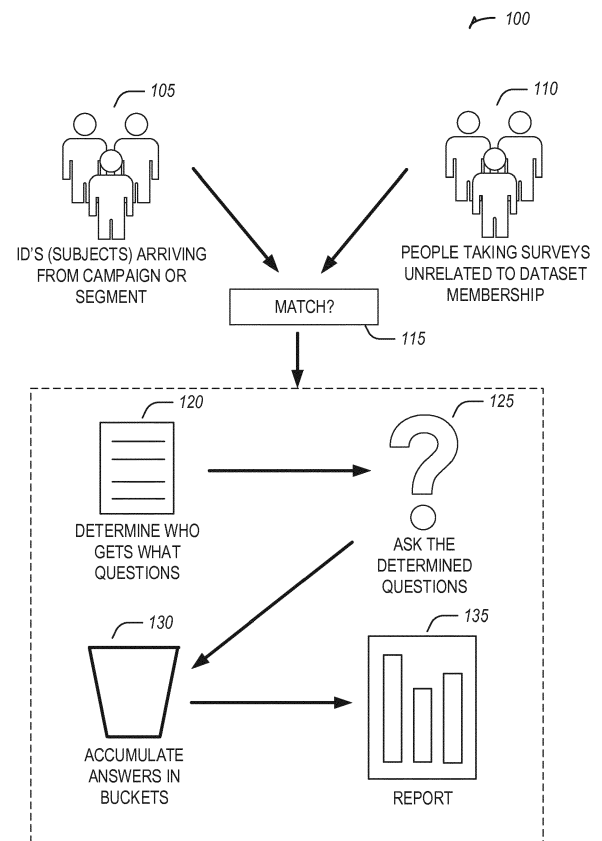 100
105
110
ID'S (SUBJECTS) ARRIVING
FROM CAMPAIGN OR
SEGMENT
PEOPLE TAKING SURVEYS
UNRELATED TO DATASET
MEMBERSHIP
MATCH?
115
120
125
DETERMINE WHO
GETS WHAT
QUESTIONS
?
ASK THE
DETERMINED
QUESTIONS
130
135
ACCUMULATE
ANSWERS IN
BUCKETS
REPORT